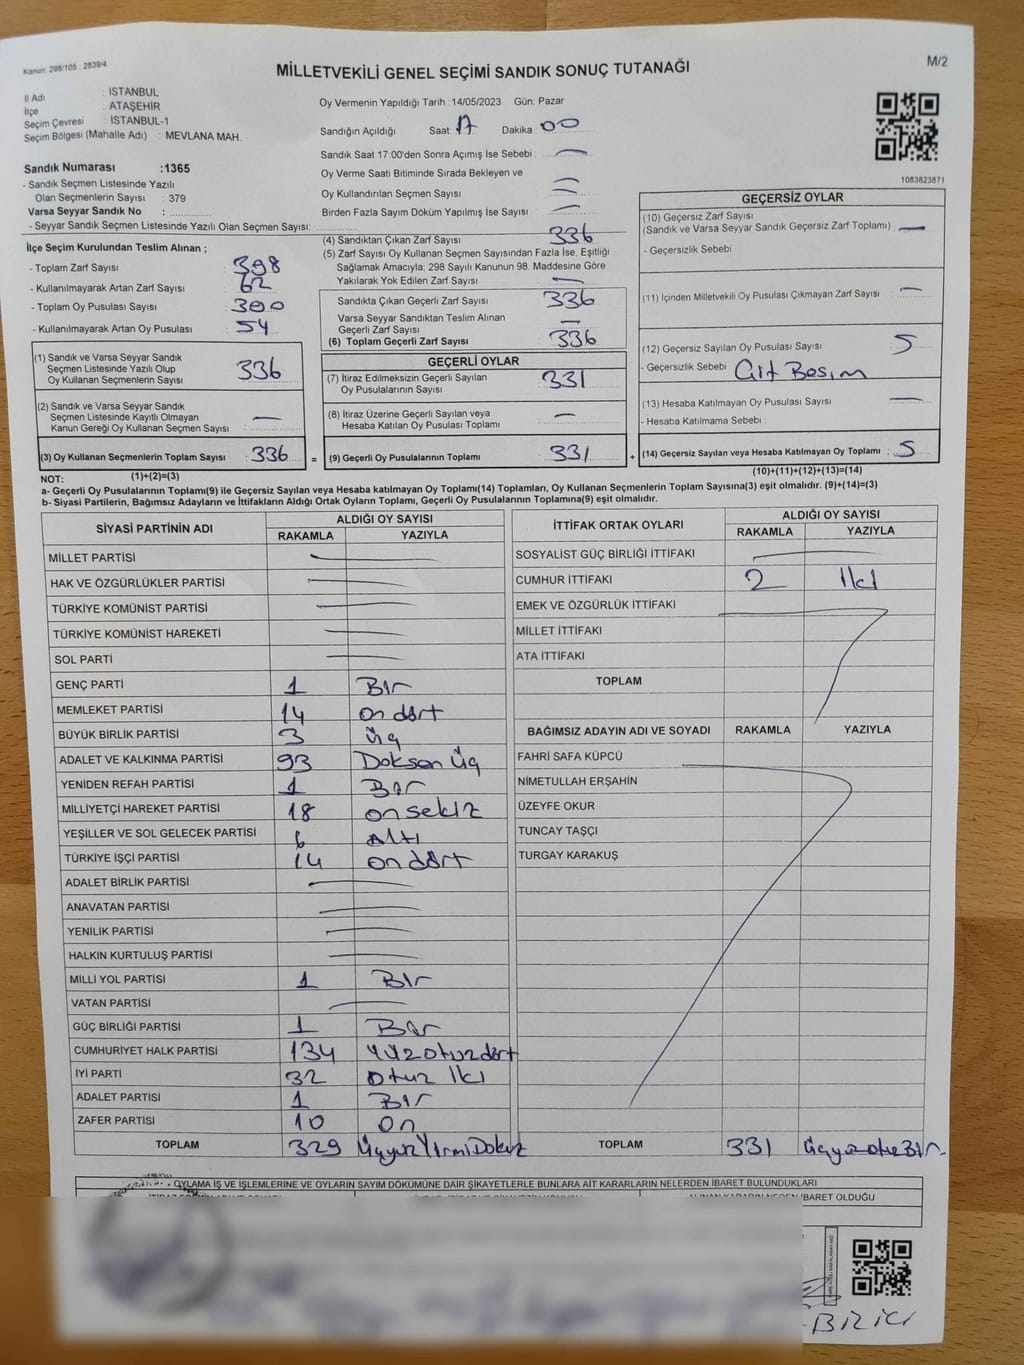 Kanun: 298/105 , 2839/4
M/2
MİLLETVEKİLİ GENEL SEÇİMİ SANDIK SONUÇ TUTANAĞI
İl Adı : İSTANBUL
İlçe : ATAŞEHİR
Seçim Çevresi : İSTANBUL-1
Seçim Bölgesi (Mahalle Adı) : MEVLANA MAH.
Oy Vermenin Yapıldığı Tarih : 14/05/2023 Gün: Pazar
Sandığın Açıldığı Saat : 17 Dakika : 00
Sandık Saat 17:00'den Sonra Açımış İse Sebebi : —
Oy Verme Saati Bitiminde Sırada Bekleyen ve
Oy Kullandırılan Seçmen Sayısı : —
Birden Fazla Sayım Döküm Yapılmış İse Sayısı : —
1083823871
Sandık Numarası :1365
- Sandık Seçmen Listesinde Yazılı
Olan Seçmenlerin Sayısı : 379
Varsa Seyyar Sandık No :
- Seyyar Sandık Seçmen Listesinde Yazılı Olan Seçmen Sayısı:
İlçe Seçim Kurulundan Teslim Alınan ;
- Toplam Zarf Sayısı : 398
- Kullanılmayarak Artan Zarf Sayısı : 62
- Toplam Oy Pusulası Sayısı : 390
- Kullanılmayarak Artan Oy Pusulası : 54
(1) Sandık ve Varsa Seyyar Sandık
Seçmen Listesinde Yazılı Olup
Oy Kullanan Seçmenlerin Sayısı : 336
(2) Sandık ve Varsa Seyyar Sandık
Seçmen Listesinde Kayıtlı Olmayan
Kanun Gereği Oy Kullanan Seçmen Sayısı : —
(3) Oy Kullanan Seçmenlerin Toplam Sayısı : 336
(1)+(2)=(3)
(4) Sandıktan Çıkan Zarf Sayısı : 336
(5) Zarf Sayısı Oy Kullanan Seçmen Sayısından Fazla İse, Eşitliği
Sağlamak Amacıyla; 298 Sayılı Kanunun 98. Maddesine Göre
Yakılarak Yok Edilen Zarf Sayısı : —
Sandıkta Çıkan Geçerli Zarf Sayısı : 336
Varsa Seyyar Sandıktan Teslim Alınan
Geçerli Zarf Sayısı : —
(6) Toplam Geçerli Zarf Sayısı : 336
GEÇERLİ OYLAR
(7) İtiraz Edilmeksizin Geçerli Sayılan
Oy Pusulalarının Sayısı : 331
(8) İtiraz Üzerine Geçerli Sayılan veya
Hesaba Katılan Oy Pusulası Toplamı : —
= (9) Geçerli Oy Pusulalarının Toplamı : 331
GEÇERSİZ OYLAR
(10) Geçersiz Zarf Sayısı
(Sandık ve Varsa Seyyar Sandık Geçersiz Zarf Toplamı) : —
- Geçersizlik Sebebi
(11) İçinden Milletvekili Oy Pusulası Çıkmayan Zarf Sayısı : —
(12) Geçersiz Sayılan Oy Pusulası Sayısı : 5
- Geçersizlik Sebebi : Çift Basım
(13) Hesaba Katılmayan Oy Pusulası Sayısı : —
- Hesaba Katılmama Sebebi :
+ (14) Geçersiz Sayılan veya Hesaba Katılmayan Oy Toplamı : 5
(10)+(11)+(12)+(13)=(14)
NOT:
a- Geçerli Oy Pusulalarının Toplamı(9) ile Geçersiz Sayılan veya Hesaba katılmayan Oy Toplamı(14) Toplamları, Oy Kullanan Seçmenlerin Toplam Sayısına(3) eşit olmalıdır. (9)+(14)=(3)
b- Siyasi Partilerin, Bağımsız Adayların ve İttifakların Aldığı Ortak Oyların Toplamı, Geçerli Oy Pusulalarının Toplamına(9) eşit olmalıdır.
SİYASİ PARTİNİN ADI ALDIĞI OY SAYISI
RAKAMLA YAZIYLA
MİLLET PARTİSİ —
HAK VE ÖZGÜRLÜKLER PARTİSİ —
TÜRKİYE KOMÜNİST PARTİSİ —
TÜRKİYE KOMÜNİST HAREKETİ —
SOL PARTİ —
GENÇ PARTİ 1 Bir
MEMLEKET PARTİSİ 14 on dört
BÜYÜK BİRLİK PARTİSİ 3 üç
ADALET VE KALKINMA PARTİSİ 93 Doksan üç
YENİDEN REFAH PARTİSİ 1 Bir
MİLLİYETÇİ HAREKET PARTİSİ 18 onsekiz
YEŞİLLER VE SOL GELECEK PARTİSİ 6 Altı
TÜRKİYE İŞÇİ PARTİSİ 14 on dört
ADALET BİRLİK PARTİSİ —
ANAVATAN PARTİSİ —
YENİLİK PARTİSİ —
HALKIN KURTULUŞ PARTİSİ —
MİLLİ YOL PARTİSİ 1 Bir
VATAN PARTİSİ —
GÜÇ BİRLİĞİ PARTİSİ 1 Bir
CUMHURİYET HALK PARTİSİ 134 yüzotuzdört
İYİ PARTİ 32 otuz iki
ADALET PARTİSİ 1 Bir
ZAFER PARTİSİ 10 on
TOPLAM 329 üçyüzYirmiDokuz
İTTİFAK ORTAK OYLARI ALDIĞI OY SAYISI
RAKAMLA YAZIYLA
SOSYALİST GÜÇ BİRLİĞİ İTTİFAKI —
CUMHUR İTTİFAKI 2 İki
EMEK VE ÖZGÜRLÜK İTTİFAKI
MİLLET İTTİFAKI
ATA İTTİFAKI
TOPLAM
BAĞIMSIZ ADAYIN ADI VE SOYADI RAKAMLA YAZIYLA
FAHRİ SAFA KÜPCÜ
NİMETULLAH ERŞAHİN
ÜZEYFE OKUR
TUNCAY TAŞÇI
TURGAY KARAKUŞ
TOPLAM 331 üçyüzotuzBir
OYLAMA İŞ VE İŞLEMLERİNE VE OYLARIN SAYIM DÖKÜMÜNE DAİR ŞİKAYETLERLE BUNLARA AİT KARARLARIN NELERDEN İBARET BULUNDUKLARI
ALINAN KARARIN NEDEN İBARET OLDUĞU
BİRİCİ